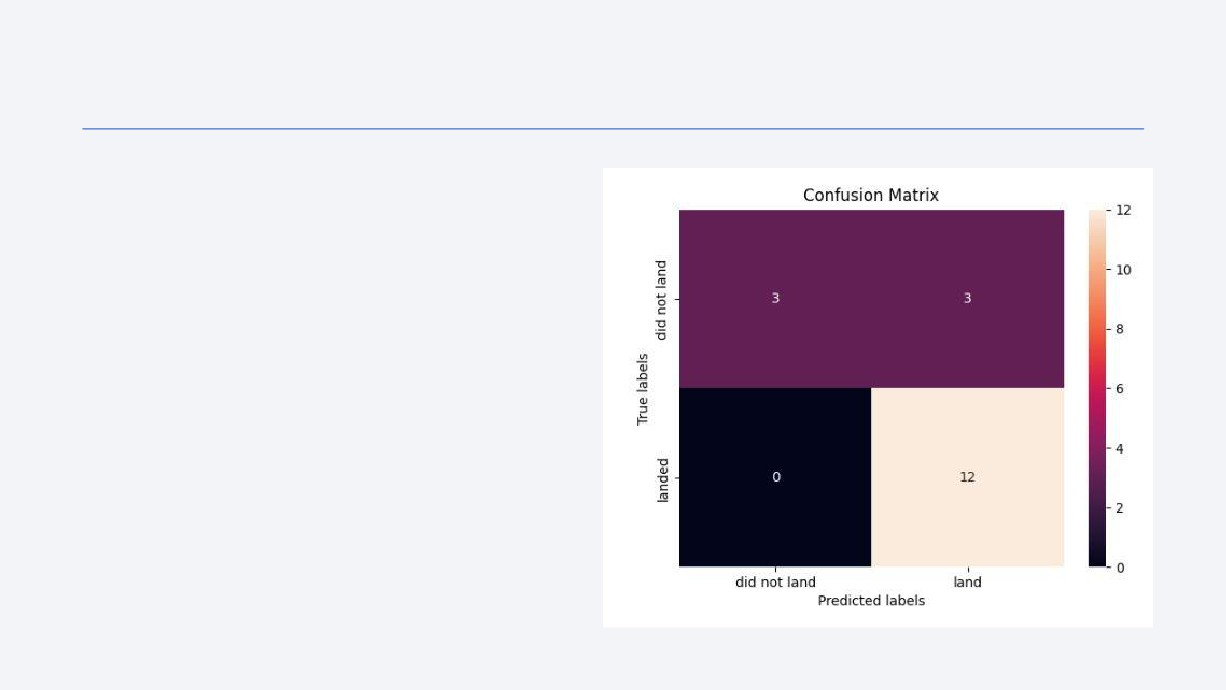 Confusion Matrix
did not land
landed
True labels
3
3
0
12
did not land
land
Predicted labels
12
10
8
6
4
2
0